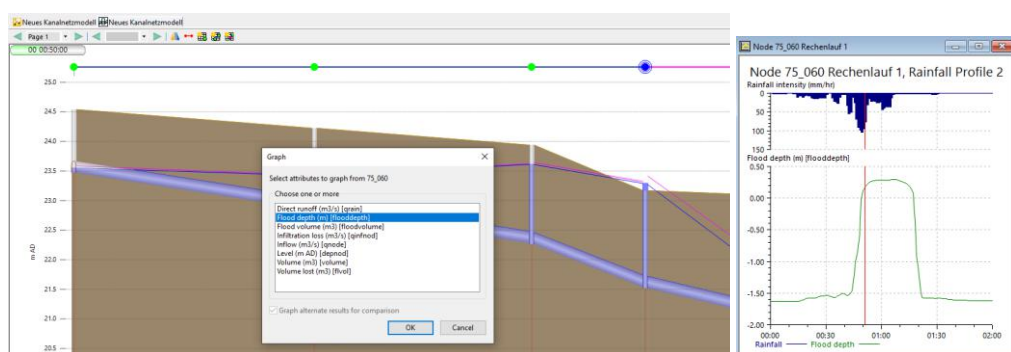 Neues Kanalnetzmodell Neues Kanalnetzmodell
Page 1
00 00:50:00
25.0
24.5
24.0
23.5
23.0
22.5
22.0
21.5
21.0
20.5
m AD
Graph
Select attributes to graph from 75_060
Choose one or more
Direct runoff (m3/s) [qrain]
Flood depth (m) [flooddepth]
Flood volume (m3) [floodvolume]
Infiltration loss (m3/s) [qinfnod]
Inflow (m3/s) [qnode]
Level (m AD) [depnod]
Volume (m3) [volume]
Volume lost (m3) [flvol]
Graph alternate results for comparison
OK Cancel
Node 75_060 Rechenlauf 1
Node 75_060 Rechenlauf 1, Rainfall Profile 2
Rainfall intensity (mm/hr)
0
50
100
150
Flood depth (m) [flooddepth]
0.50
0.00
-0.50
-1.00
-1.50
-2.00
00:00 00:30 01:00 01:30 02:00
Rainfall Flood depth